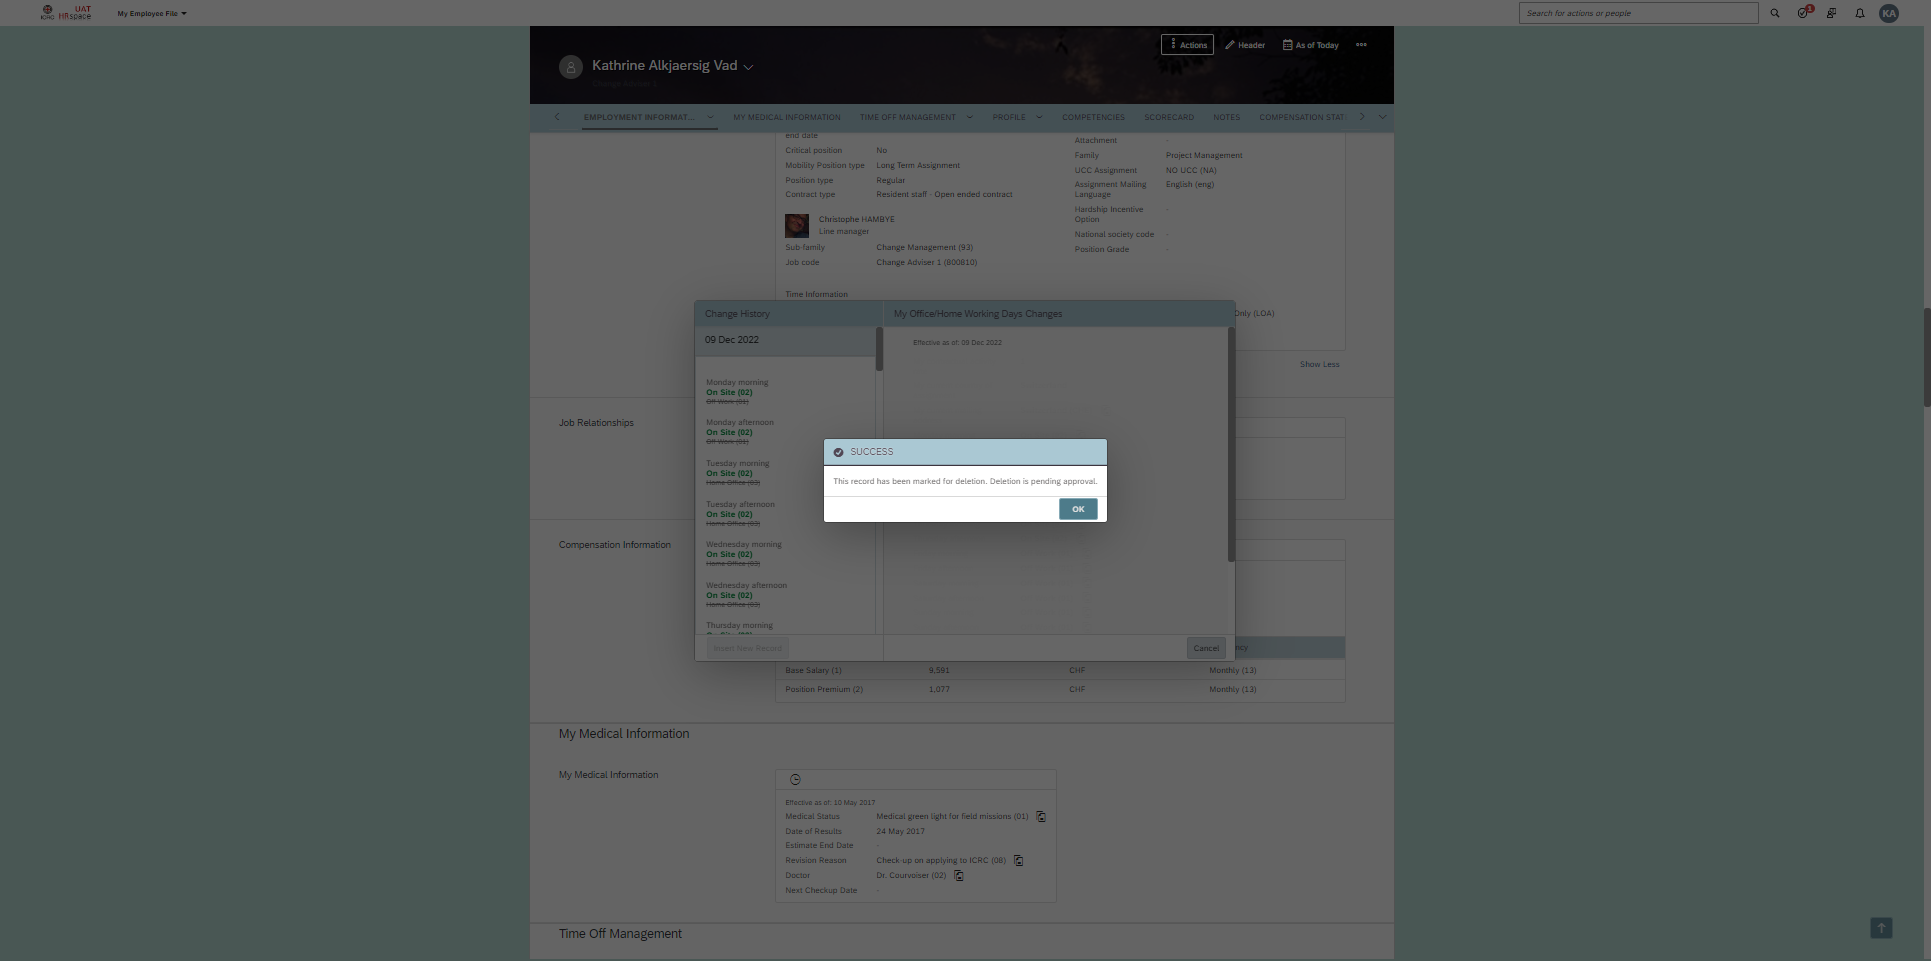 ICRC
UAT
HRspace
My Employee File
Search for actions or people
1
KA
Actions
Header
As of Today
Kathrine Alkjaersig Vad
Change Adviser 1
EMPLOYMENT INFORMAT...
MY MEDICAL INFORMATION
TIME OFF MANAGEMENT
PROFILE
COMPETENCIES
SCORECARD
NOTES
COMPENSATION STAT
end date
Critical position No
Mobility Position type Long Term Assignment
Position type Regular
Contract type Resident staff - Open ended contract
Christophe HAMBYE
Line manager
Sub-family Change Management (93)
Job code Change Adviser 1 (800810)
Time Information
Attachment -
Family Project Management
UCC Assignment NO UCC (NA)
Assignment Mailing English (eng)
Language
Hardship Incentive -
Option
National society code -
Position Grade -
Only (LOA)
Show Less
Change History
09 Dec 2022
Monday morning
On Site (02)
Off Work (01)
Monday afternoon
On Site (02)
Off Work (01)
Tuesday morning
On Site (02)
Home Office (03)
Tuesday afternoon
On Site (02)
Home Office (03)
Wednesday morning
On Site (02)
Home Office (03)
Wednesday afternoon
On Site (02)
Home Office (03)
Thursday morning
Insert New Record
My Office/Home Working Days Changes
Effective as of: 09 Dec 2022
Cancel
SUCCESS
This record has been marked for deletion. Deletion is pending approval.
OK
Job Relationships
Compensation Information
ncy
Base Salary (1) 9,591 CHF Monthly (13)
Position Premium (2) 1,077 CHF Monthly (13)
My Medical Information
My Medical Information
Effective as of: 10 May 2017
Medical Status Medical green light for field missions (01)
Date of Results 24 May 2017
Estimate End Date -
Revision Reason Check-up on applying to ICRC (08)
Doctor Dr. Courvoiser (02)
Next Checkup Date -
Time Off Management